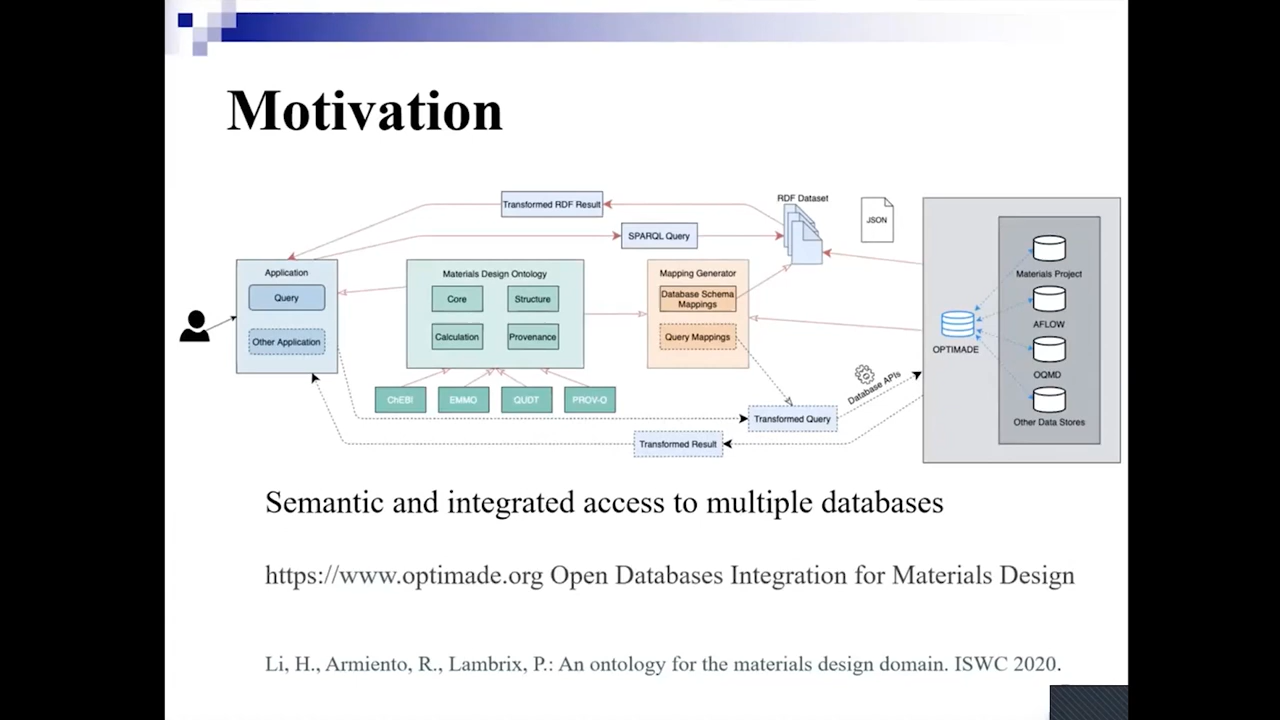 Motivation
RDF Dataset
Transformed RDF Result
JSON
SPARQL Query
Application
Materials Design Ontology
Mapping Generator
Query
Core
Structure
Database Schema
Mappings
Materials Project
Other Application
Calculation
Provenance
Query Mappings
AFLOW
OPTIMADE
OQMD
Database APIs
ChEBI
EMMO
QUDT
PROV-O
Transformed Query
Other Data Stores
Transformed Result
Semantic and integrated access to multiple databases
https://www.optimade.org Open Databases Integration for Materials Design
Li, H., Armiento, R., Lambrix, P.: An ontology for the materials design domain. ISWC 2020.